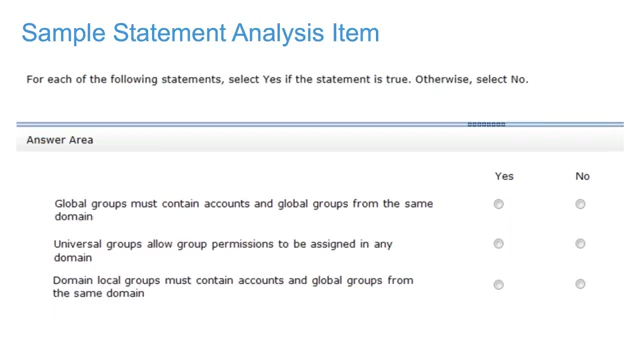 Sample Statement Analysis Item
For each of the following statements, select Yes if the statement is true. Otherwise, select No.
Answer Area
Yes No
Global groups must contain accounts and global groups from the same
domain
Universal groups allow group permissions to be assigned in any
domain
Domain local groups must contain accounts and global groups from
the same domain